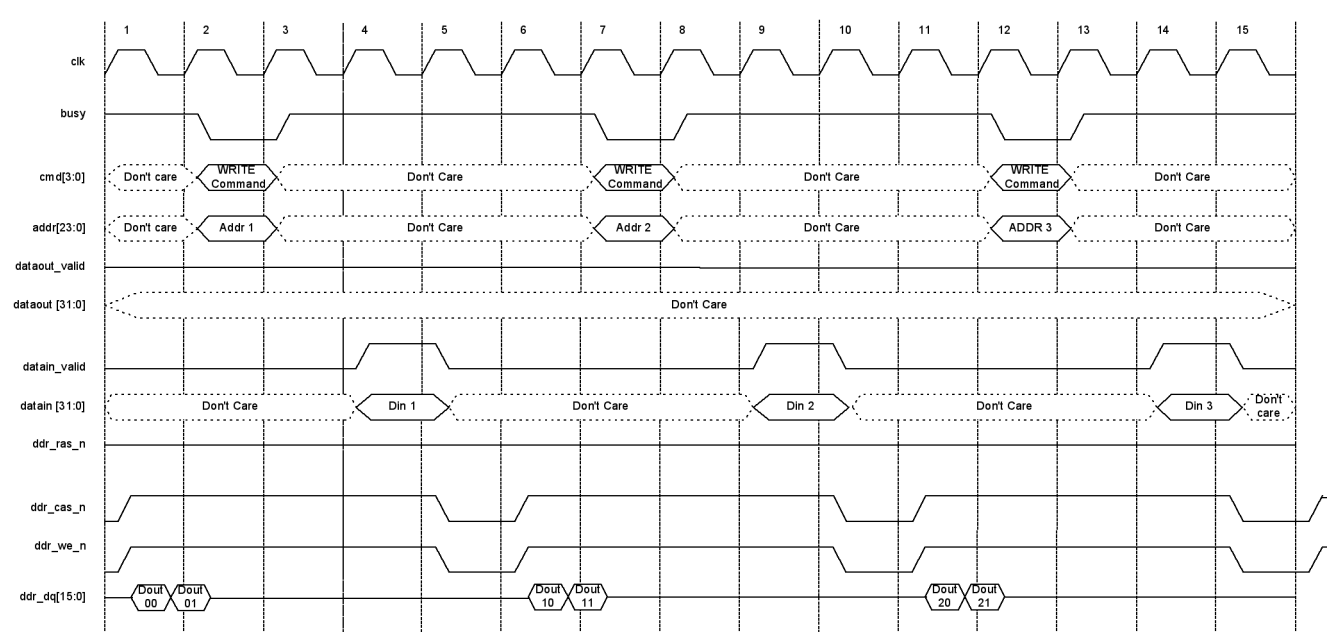 1 2 3 4 5 6 7 8 9 10 11 12 13 14 15
clk
busy
cmd[3:0] Don't care WRITE Command Don't Care WRITE Command Don't Care WRITE Command Don't Care
addr[23:0] Don't care Addr 1 Don't Care Addr 2 Don't Care ADDR 3 Don't Care
dataout_valid
dataout [31:0] Don't Care
datain_valid
datain [31:0] Don't Care Din 1 Don't Care Din 2 Don't Care Din 3 Don't care
ddr_ras_n
ddr_cas_n
ddr_we_n
ddr_dq[15:0] Dout 00 Dout 01 Dout 10 Dout 11 Dout 20 Dout 21